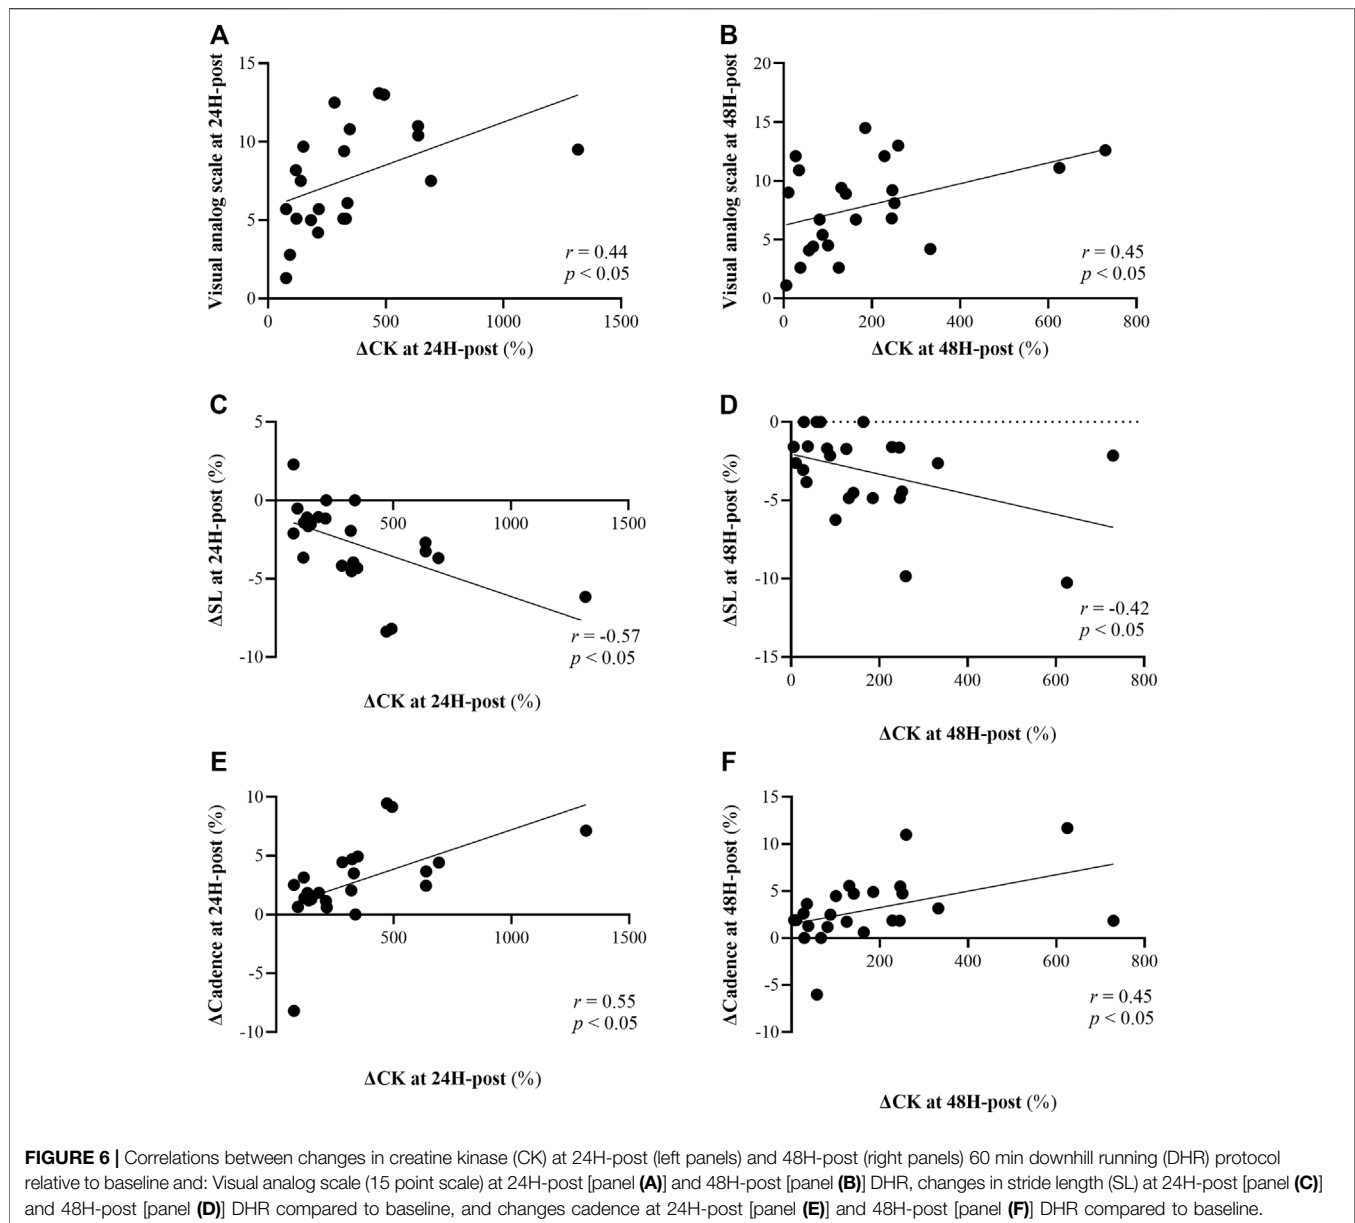 A
Visual analog scale at 24H-post
15
10
5
0
0 500 1000 1500
r = 0.44
p < 0.05
ΔCK at 24H-post (%)
B
Visual analog scale at 48H-post
20
15
10
5
0
0 200 400 600 800
r = 0.45
p < 0.05
ΔCK at 48H-post (%)
C
ΔSL at 24H-post (%)
5
0
-5
-10
500 1000 1500
r = -0.57
p < 0.05
ΔCK at 24H-post (%)
D
ΔSL at 48H-post (%)
0
-5
-10
-15
0 200 400 600 800
r = -0.42
p < 0.05
ΔCK at 48H-post (%)
E
ΔCadence at 24H-post (%)
10
5
0
-5
-10
500 1000 1500
r = 0.55
p < 0.05
ΔCK at 24H-post (%)
F
ΔCadence at 48H-post (%)
15
10
5
0
-5
-10
200 400 600 800
r = 0.45
p < 0.05
ΔCK at 48H-post (%)
FIGURE 6 | Correlations between changes in creatine kinase (CK) at 24H-post (left panels) and 48H-post (right panels) 60 min downhill running (DHR) protocol
relative to baseline and: Visual analog scale (15 point scale) at 24H-post [panel (A)] and 48H-post [panel (B)] DHR, changes in stride length (SL) at 24H-post [panel (C)]
and 48H-post [panel (D)] DHR compared to baseline, and changes cadence at 24H-post [panel (E)] and 48H-post [panel (F)] DHR compared to baseline.